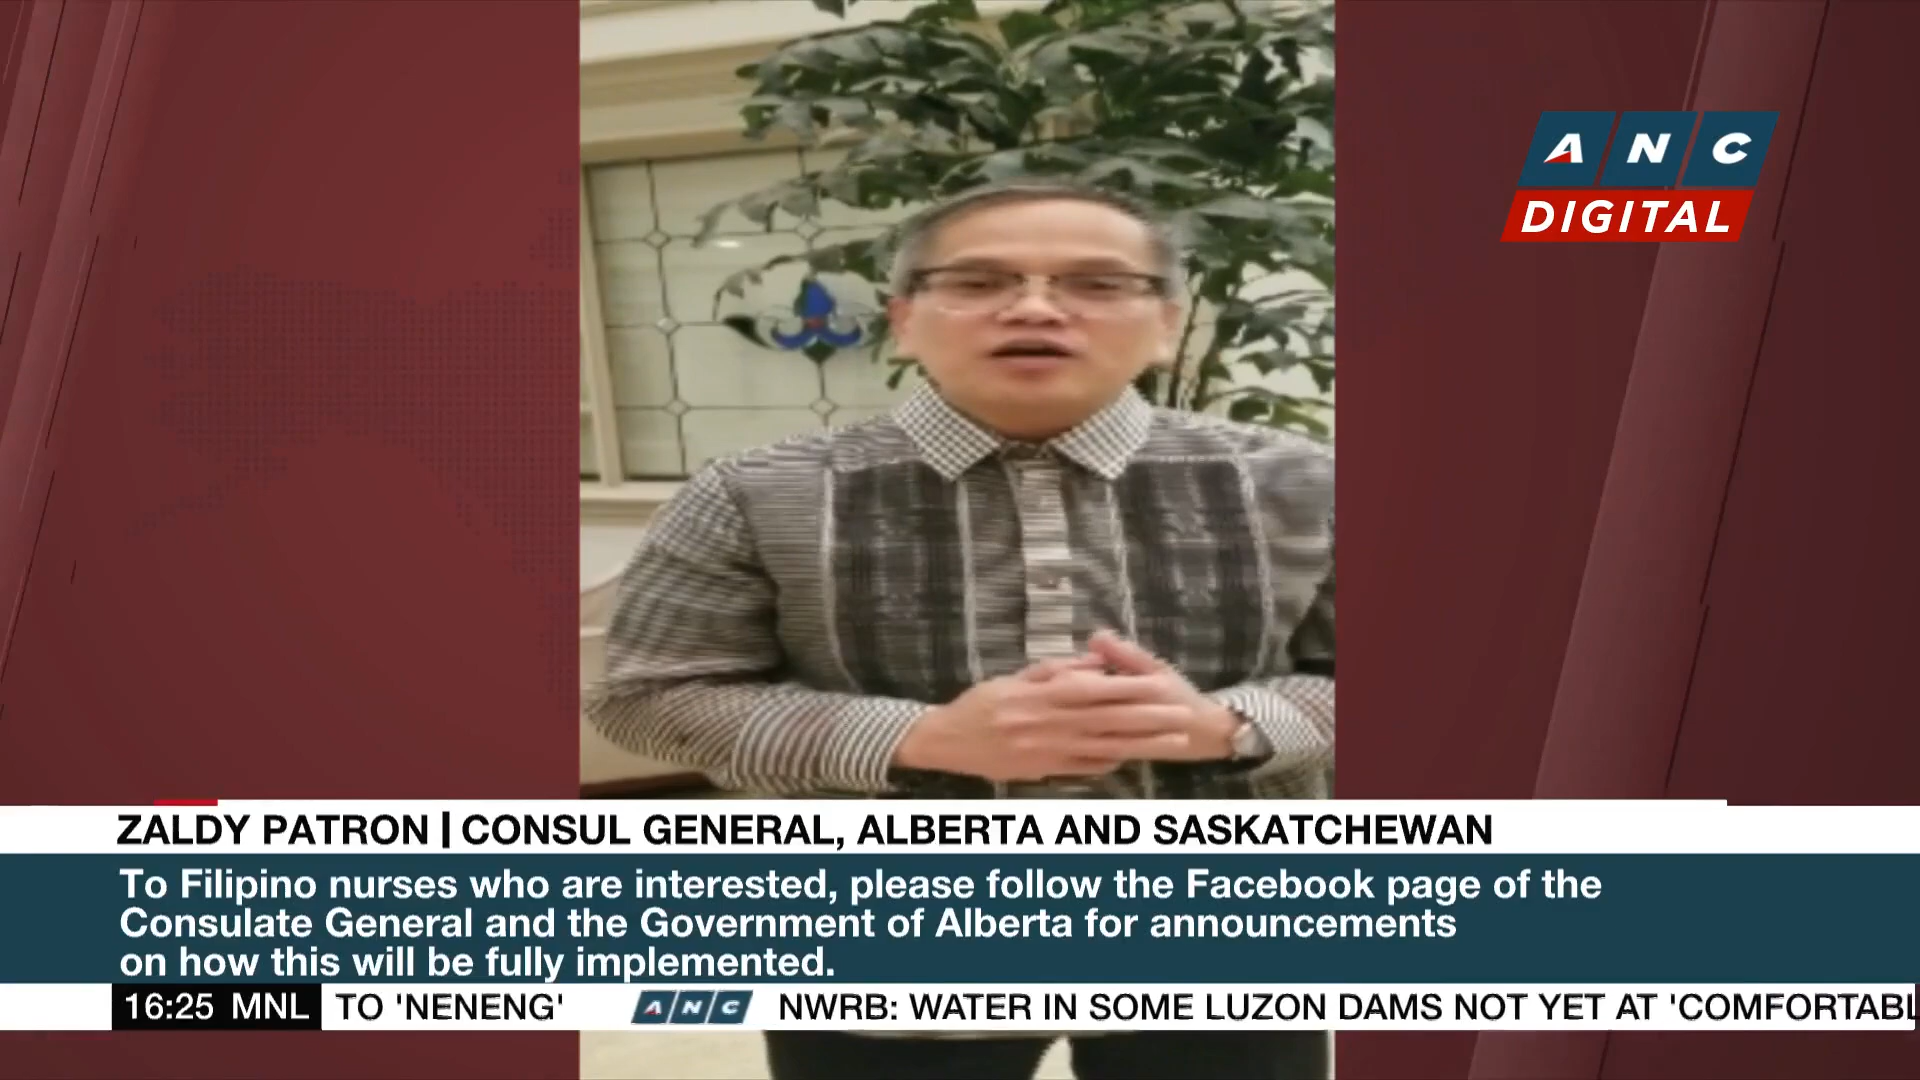 ANC
DIGITAL
ZALDY PATRON | CONSUL GENERAL, ALBERTA AND SASKATCHEWAN
To Filipino nurses who are interested, please follow the Facebook page of the
Consulate General and the Government of Alberta for announcements
on how this will be fully implemented.
16:25 MNL TO 'NENENG' ANC NWRB: WATER IN SOME LUZON DAMS NOT YET AT 'COMFORTABL